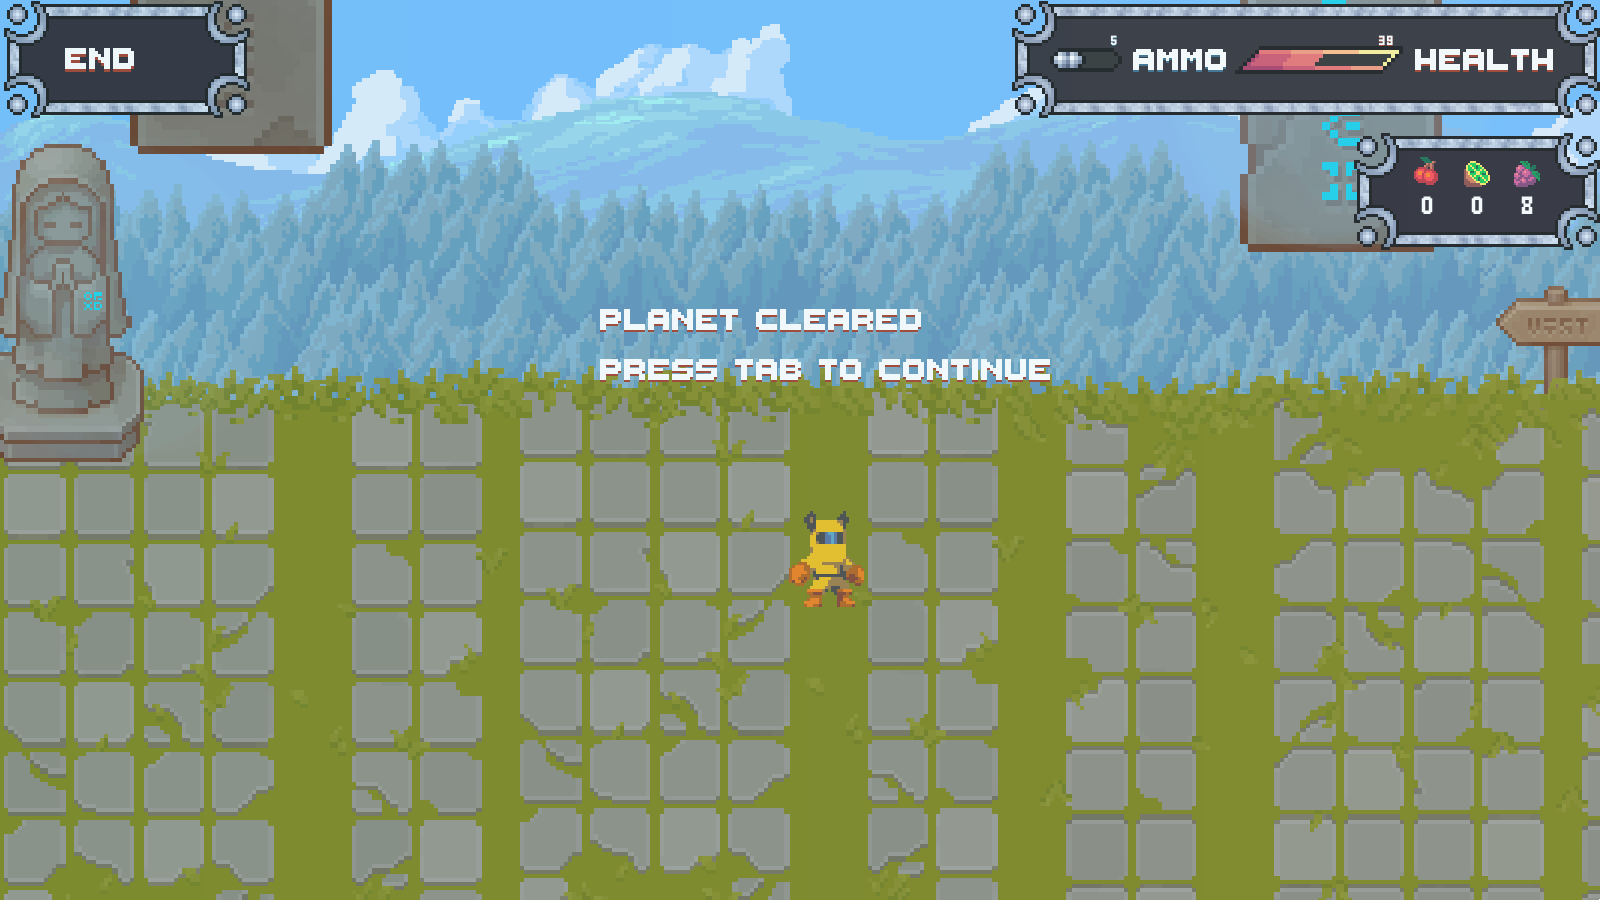 END
5 AMMO 39 HEALTH
0 0 8
PLANET CLEARED
PRESS TAB TO CONTINUE